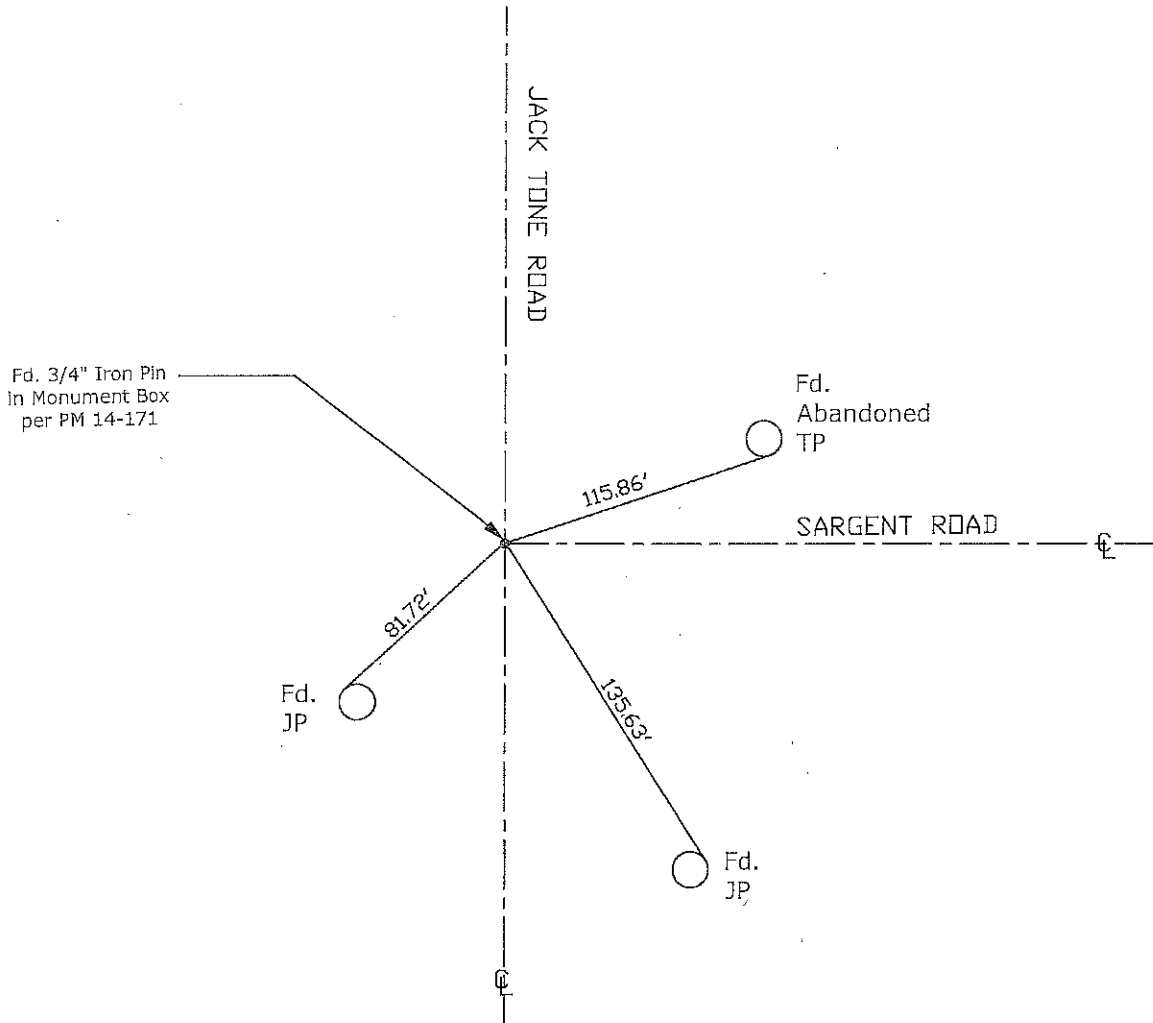 JACK TONE ROAD
Fd. 3/4" Iron Pin
in Monument Box
per PM 14-171
Fd.
Abandoned
TP
115.86'
SARGENT ROAD
℄
81.72'
Fd.
JP
135.63'
Fd.
JP
℄